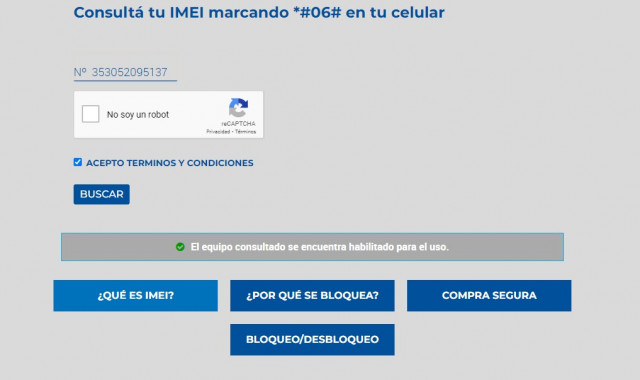 Consultá tu IMEI marcando *#06# en tu celular
Nº 353052095137
No soy un robot
reCAPTCHA
Privacidad - Términos
ACEPTO TERMINOS Y CONDICIONES
BUSCAR
El equipo consultado se encuentra habilitado para el uso.
¿QUÉ ES IMEI?
¿POR QUÉ SE BLOQUEA?
COMPRA SEGURA
BLOQUEO/DESBLOQUEO